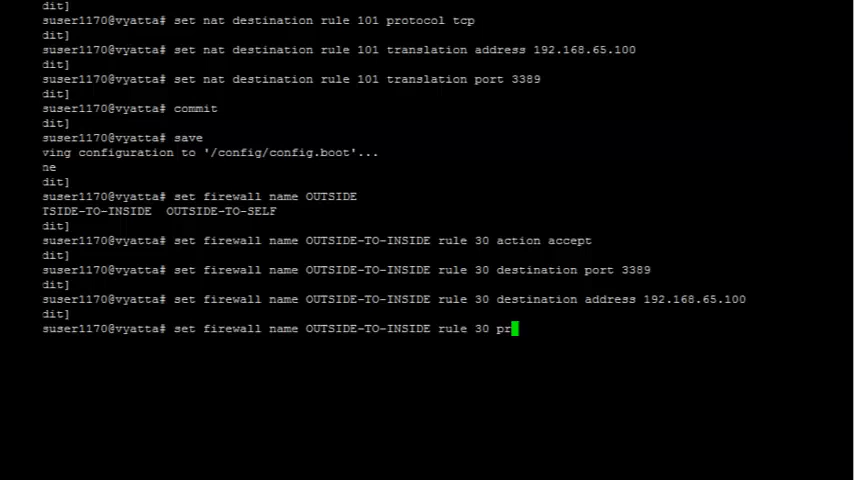 dit]
suser1170@vyatta# set nat destination rule 101 protocol tcp
dit]
suser1170@vyatta# set nat destination rule 101 translation address 192.168.65.100
dit]
suser1170@vyatta# set nat destination rule 101 translation port 3389
dit]
suser1170@vyatta# commit
dit]
suser1170@vyatta# save
ving configuration to '/config/config.boot'...
ne
dit]
suser1170@vyatta# set firewall name OUTSIDE
TSIDE-TO-INSIDE  OUTSIDE-TO-SELF
dit]
suser1170@vyatta# set firewall name OUTSIDE-TO-INSIDE rule 30 action accept
dit]
suser1170@vyatta# set firewall name OUTSIDE-TO-INSIDE rule 30 destination port 3389
dit]
suser1170@vyatta# set firewall name OUTSIDE-TO-INSIDE rule 30 destination address 192.168.65.100
dit]
suser1170@vyatta# set firewall name OUTSIDE-TO-INSIDE rule 30 pr